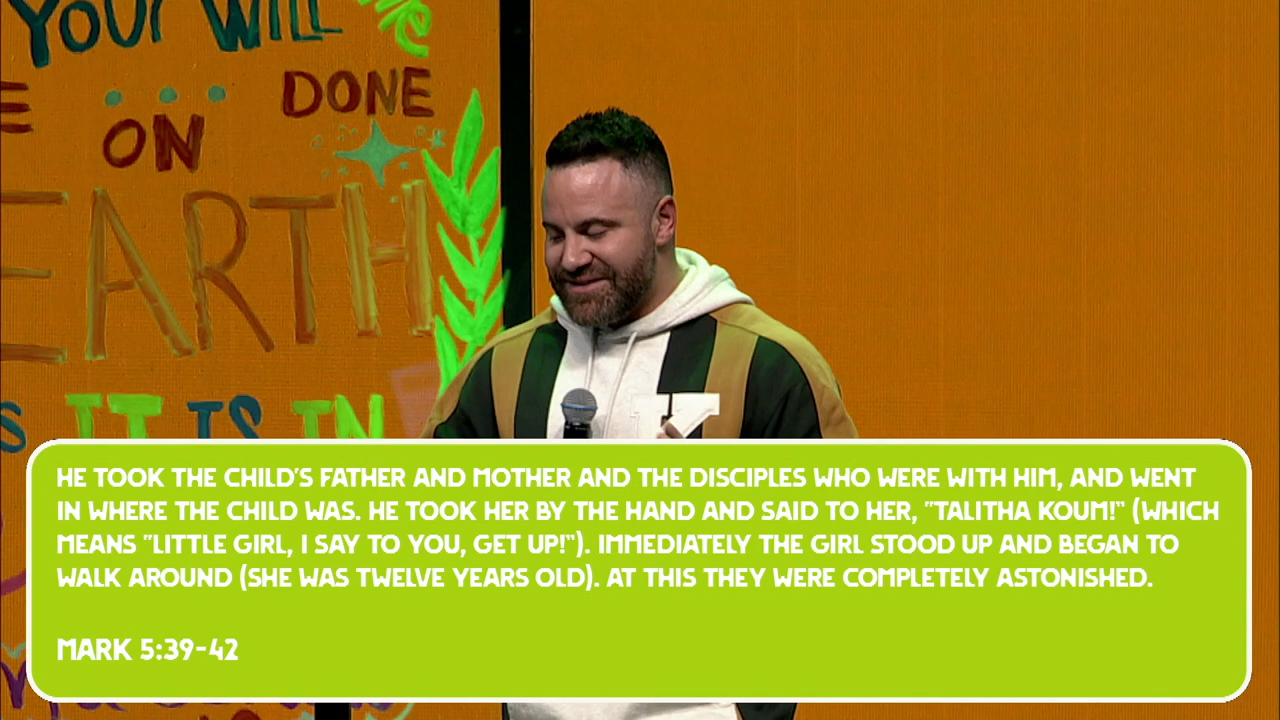 YOUR WILL
DONE
ON
EARTH
IT IS IN
K
HE TOOK THE CHILD'S FATHER AND MOTHER AND THE DISCIPLES WHO WERE WITH HIM, AND WENT
IN WHERE THE CHILD WAS. HE TOOK HER BY THE HAND AND SAID TO HER, "TALITHA KOUM!" (WHICH
MEANS "LITTLE GIRL, I SAY TO YOU, GET UP!"). IMMEDIATELY THE GIRL STOOD UP AND BEGAN TO
WALK AROUND (SHE WAS TWELVE YEARS OLD). AT THIS THEY WERE COMPLETELY ASTONISHED.
MARK 5:39-42